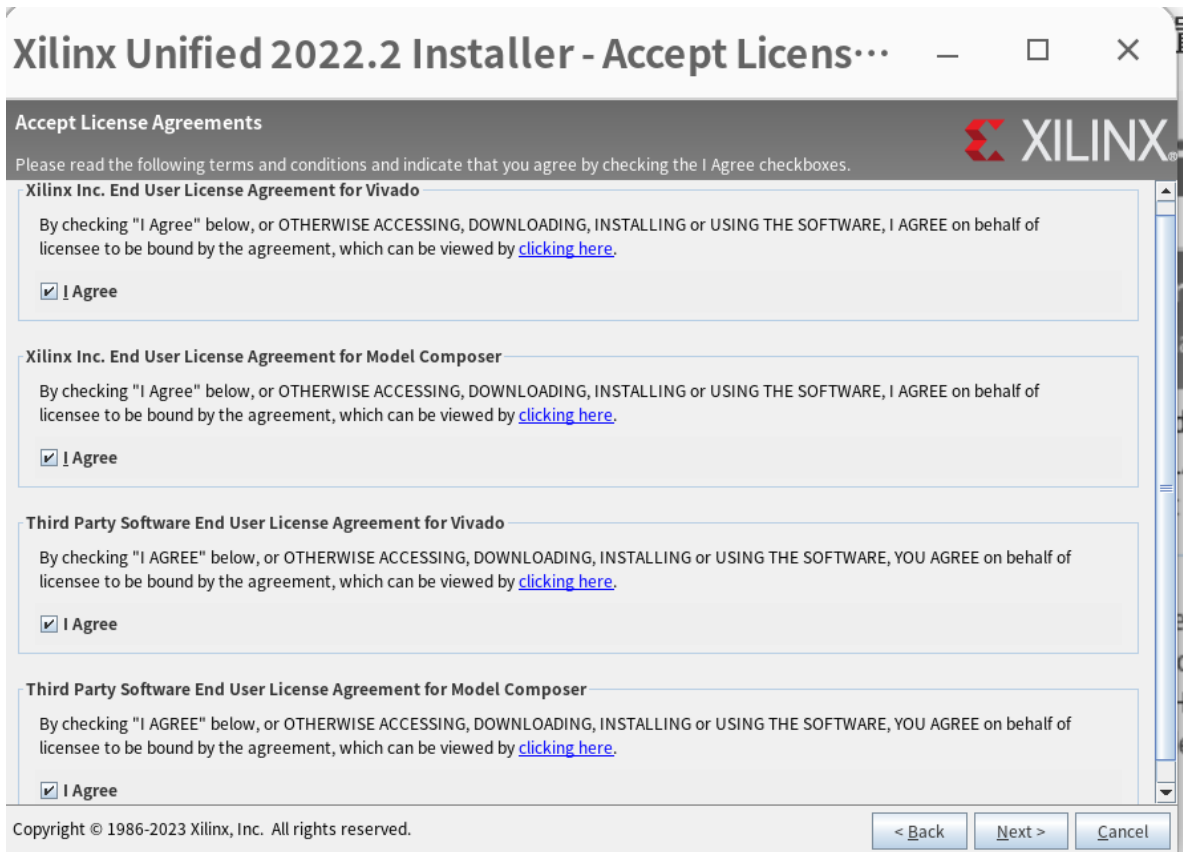 Xilinx Unified 2022.2 Installer - Accept Licens···
Accept License Agreements
Please read the following terms and conditions and indicate that you agree by checking the I Agree checkboxes.
XILINX®
Xilinx Inc. End User License Agreement for Vivado
By checking "I Agree" below, or OTHERWISE ACCESSING, DOWNLOADING, INSTALLING or USING THE SOFTWARE, I AGREE on behalf of
licensee to be bound by the agreement, which can be viewed by clicking here.
I Agree
Xilinx Inc. End User License Agreement for Model Composer
By checking "I Agree" below, or OTHERWISE ACCESSING, DOWNLOADING, INSTALLING or USING THE SOFTWARE, I AGREE on behalf of
licensee to be bound by the agreement, which can be viewed by clicking here.
I Agree
Third Party Software End User License Agreement for Vivado
By checking "I AGREE" below, or OTHERWISE ACCESSING, DOWNLOADING, INSTALLING or USING THE SOFTWARE, YOU AGREE on behalf of
licensee to be bound by the agreement, which can be viewed by clicking here.
I Agree
Third Party Software End User License Agreement for Model Composer
By checking "I AGREE" below, or OTHERWISE ACCESSING, DOWNLOADING, INSTALLING or USING THE SOFTWARE, YOU AGREE on behalf of
licensee to be bound by the agreement, which can be viewed by clicking here.
I Agree
Copyright © 1986-2023 Xilinx, Inc. All rights reserved.
< Back
Next >
Cancel